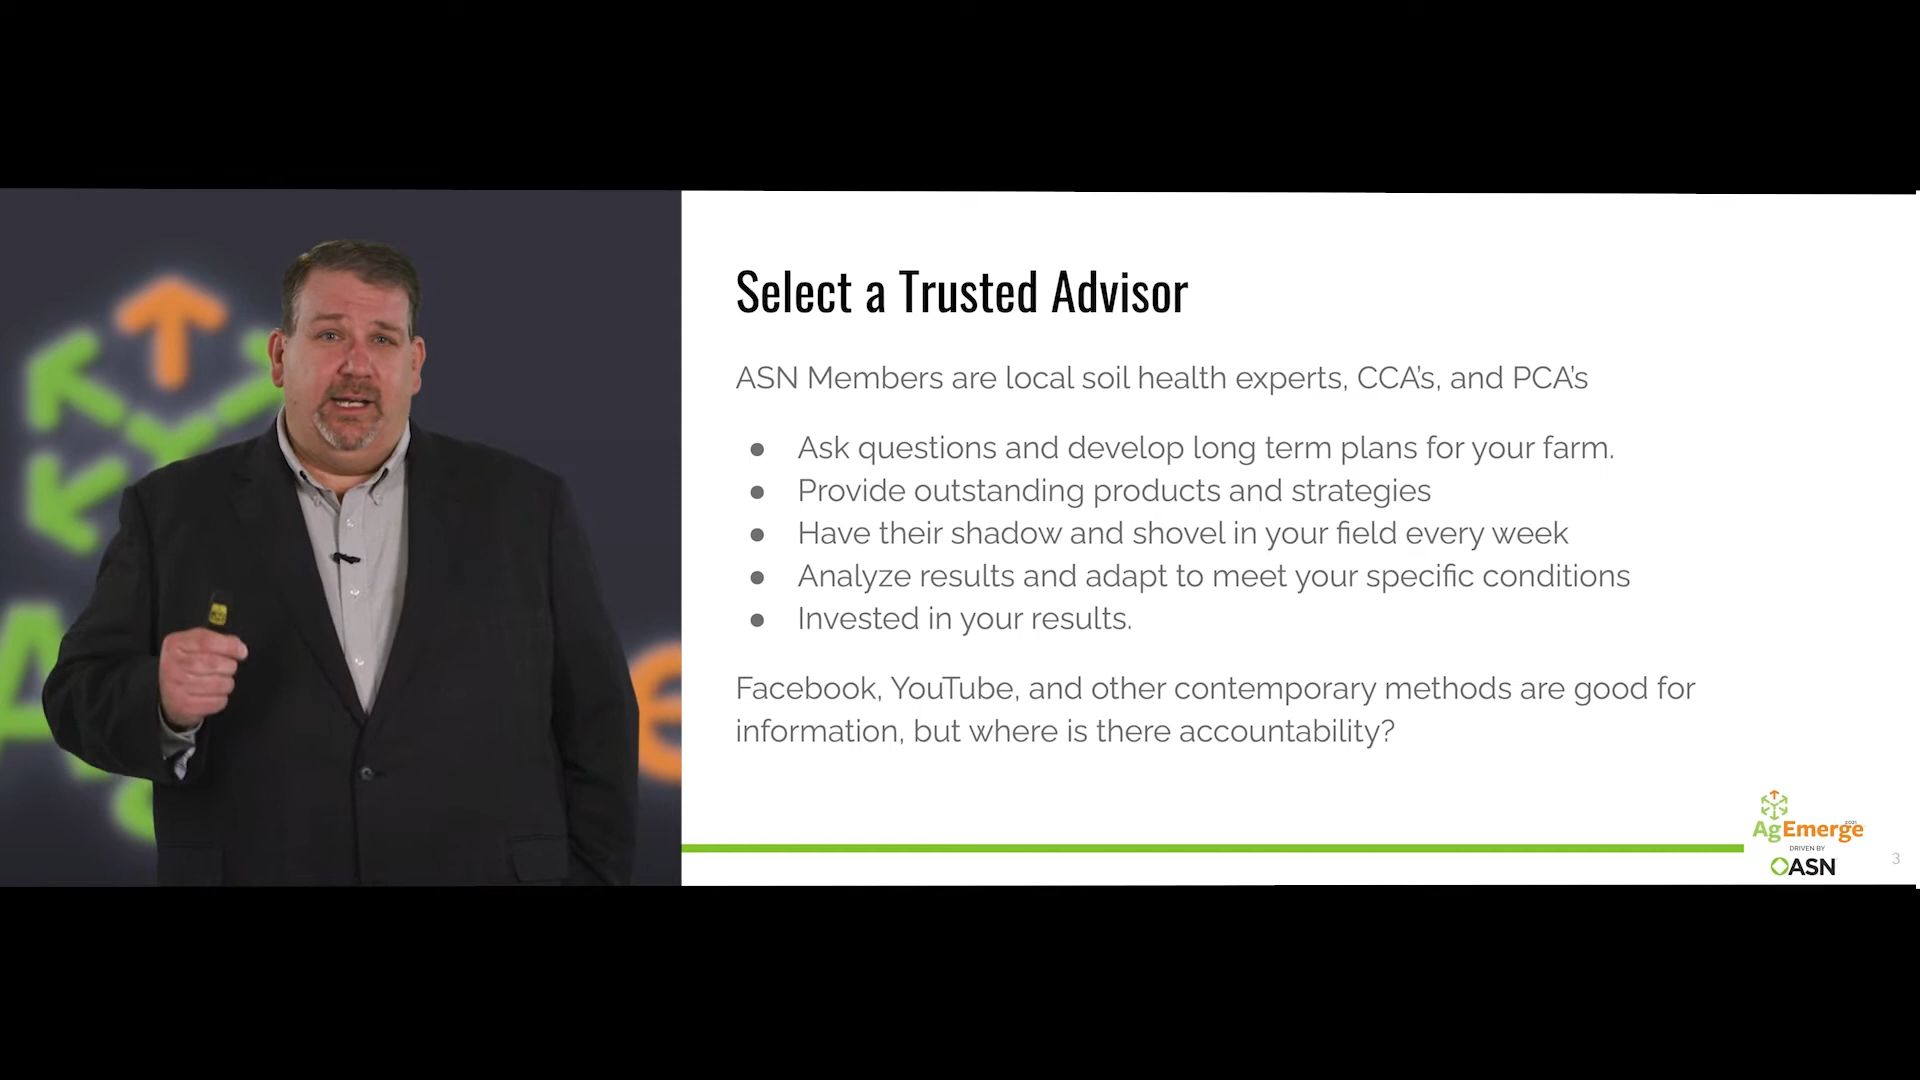 Select a Trusted Advisor
ASN Members are local soil health experts, CCA's, and PCA's
● Ask questions and develop long term plans for your farm.
● Provide outstanding products and strategies
● Have their shadow and shovel in your field every week
● Analyze results and adapt to meet your specific conditions
● Invested in your results.
Facebook, YouTube, and other contemporary methods are good for
information, but where is there accountability?
2021
AgEmerge
DRIVEN BY
ASN
3